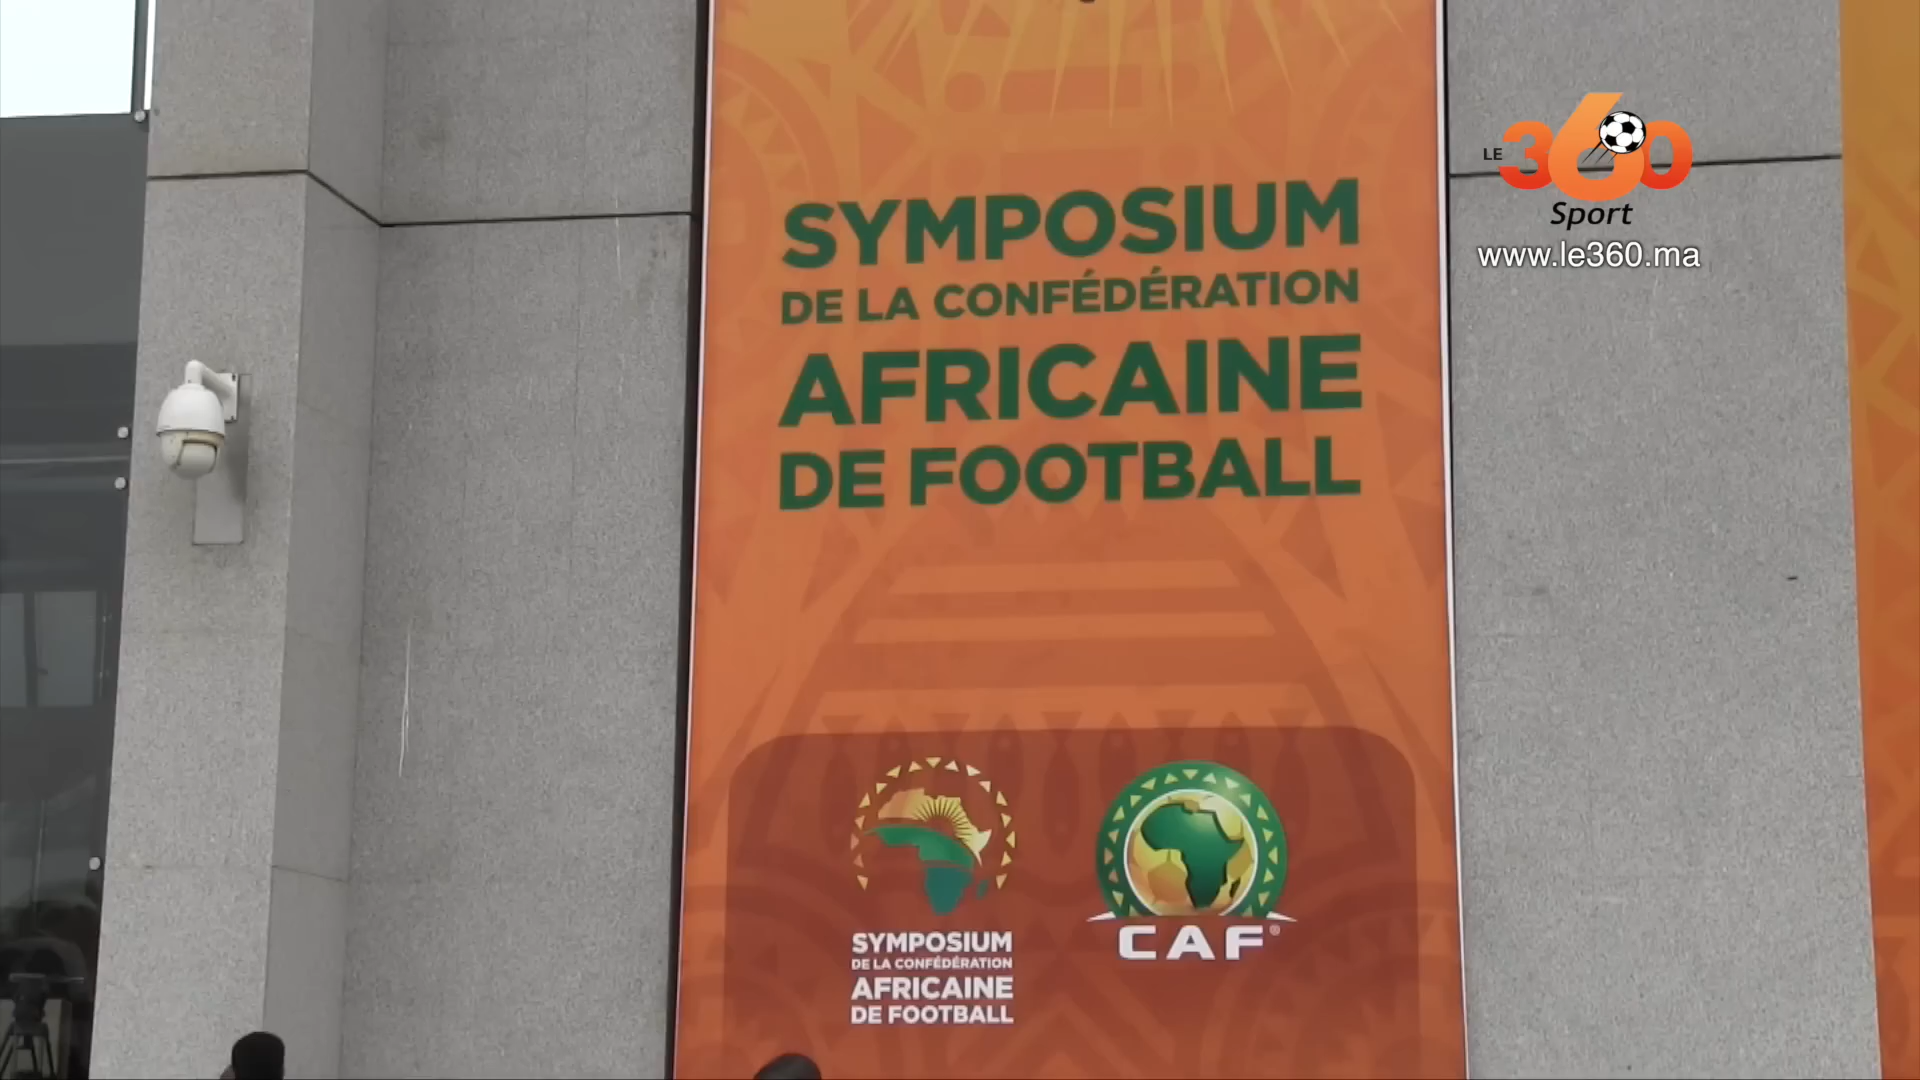 SYMPOSIUM
DE LA CONFÉDÉRATION
AFRICAINE
DE FOOTBALL
LE 360
Sport
www.le360.ma
SYMPOSIUM
DE LA CONFÉDÉRATION
AFRICAINE
DE FOOTBALL
CAF®